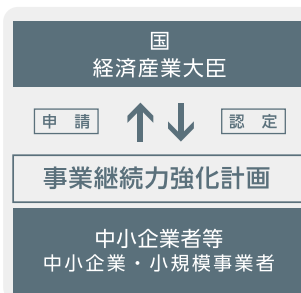 国
経済産業大臣
申 請
認 定
事業継続力強化計画
中小企業者等
中小企業・小規模事業者